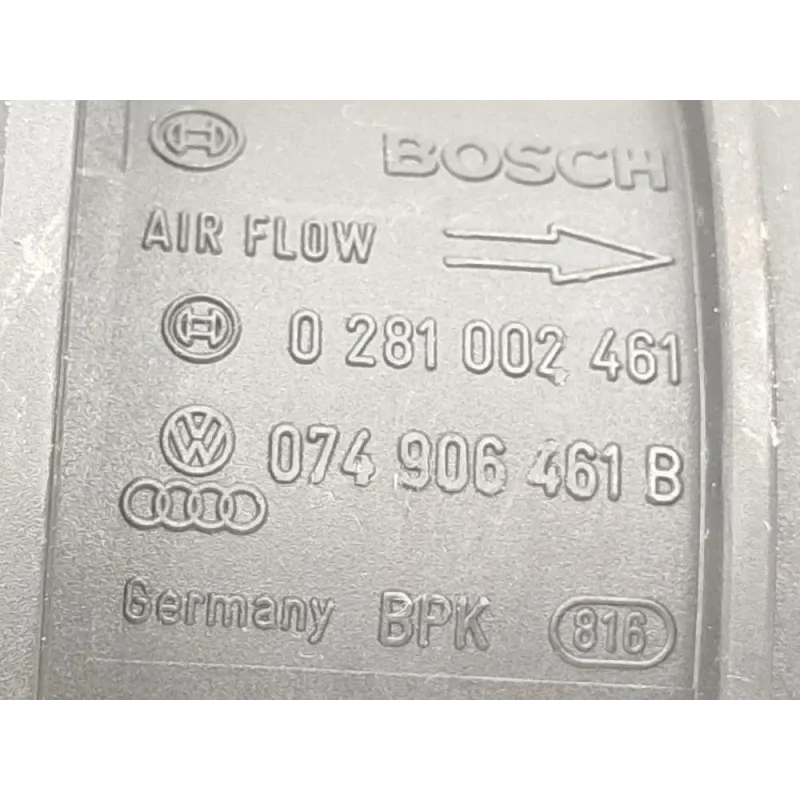 BOSCH
AIR FLOW
0 281 002 461
074 906 461 B
Germany BPK 816